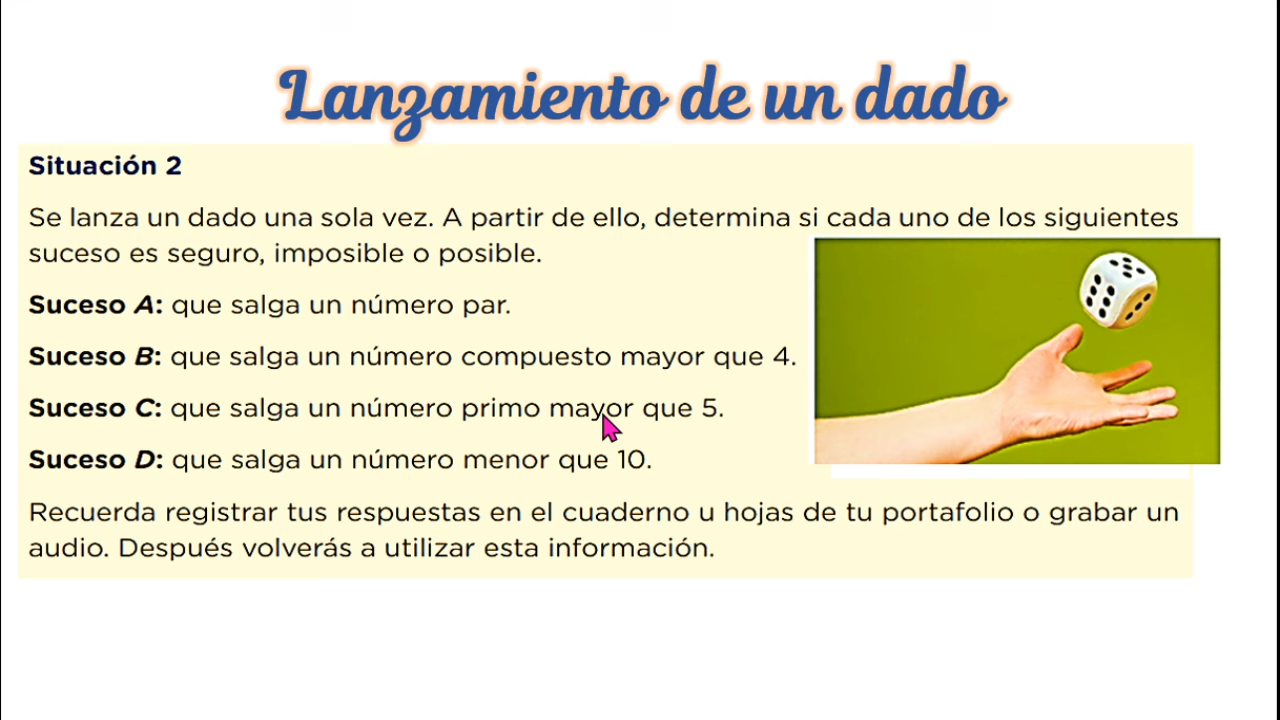 Lanzamiento de un dado
Situación 2
Se lanza un dado una sola vez. A partir de ello, determina si cada uno de los siguientes
suceso es seguro, imposible o posible.
Suceso A: que salga un número par.
Suceso B: que salga un número compuesto mayor que 4.
Suceso C: que salga un número primo mayor que 5.
Suceso D: que salga un número menor que 10.
Recuerda registrar tus respuestas en el cuaderno u hojas de tu portafolio o grabar un
audio. Después volverás a utilizar esta información.